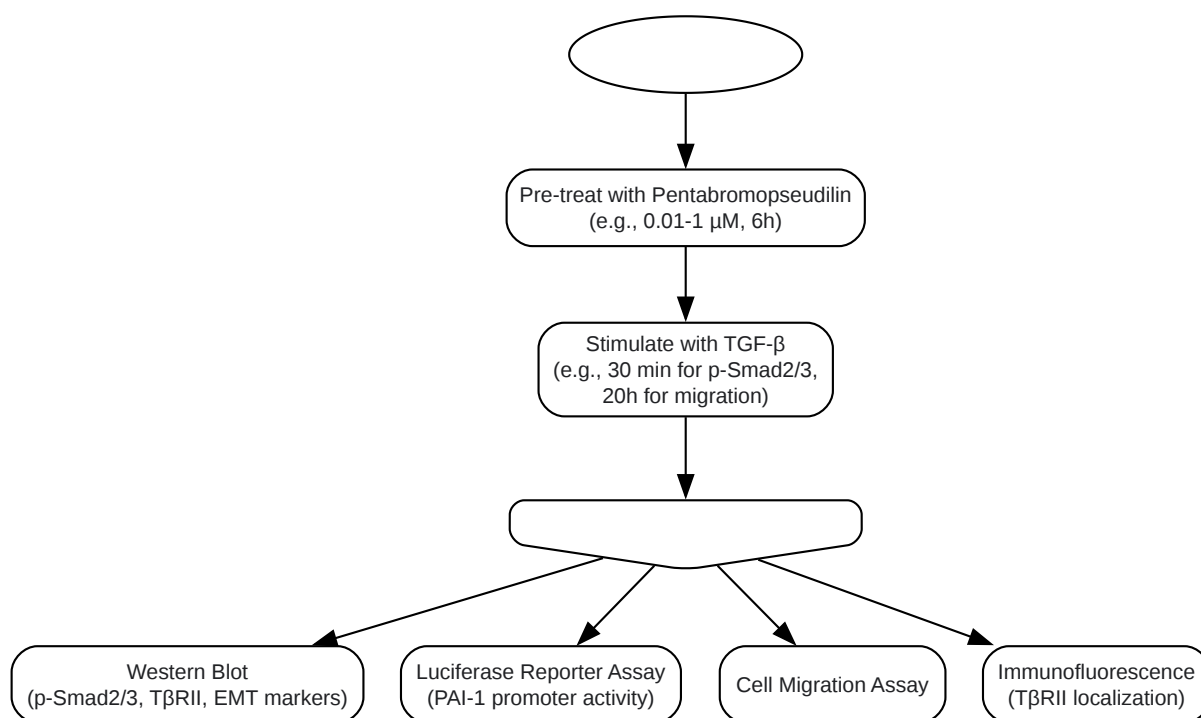 Pre-treat with Pentabromopseudilin
(e.g., 0.01-1 µM, 6h)
Stimulate with TGF-β
(e.g., 30 min for p-Smad2/3,
20h for migration)
Western Blot
(p-Smad2/3, TβRII, EMT markers)
Luciferase Reporter Assay
(PAI-1 promoter activity)
Cell Migration Assay
Immunofluorescence
(TβRII localization)